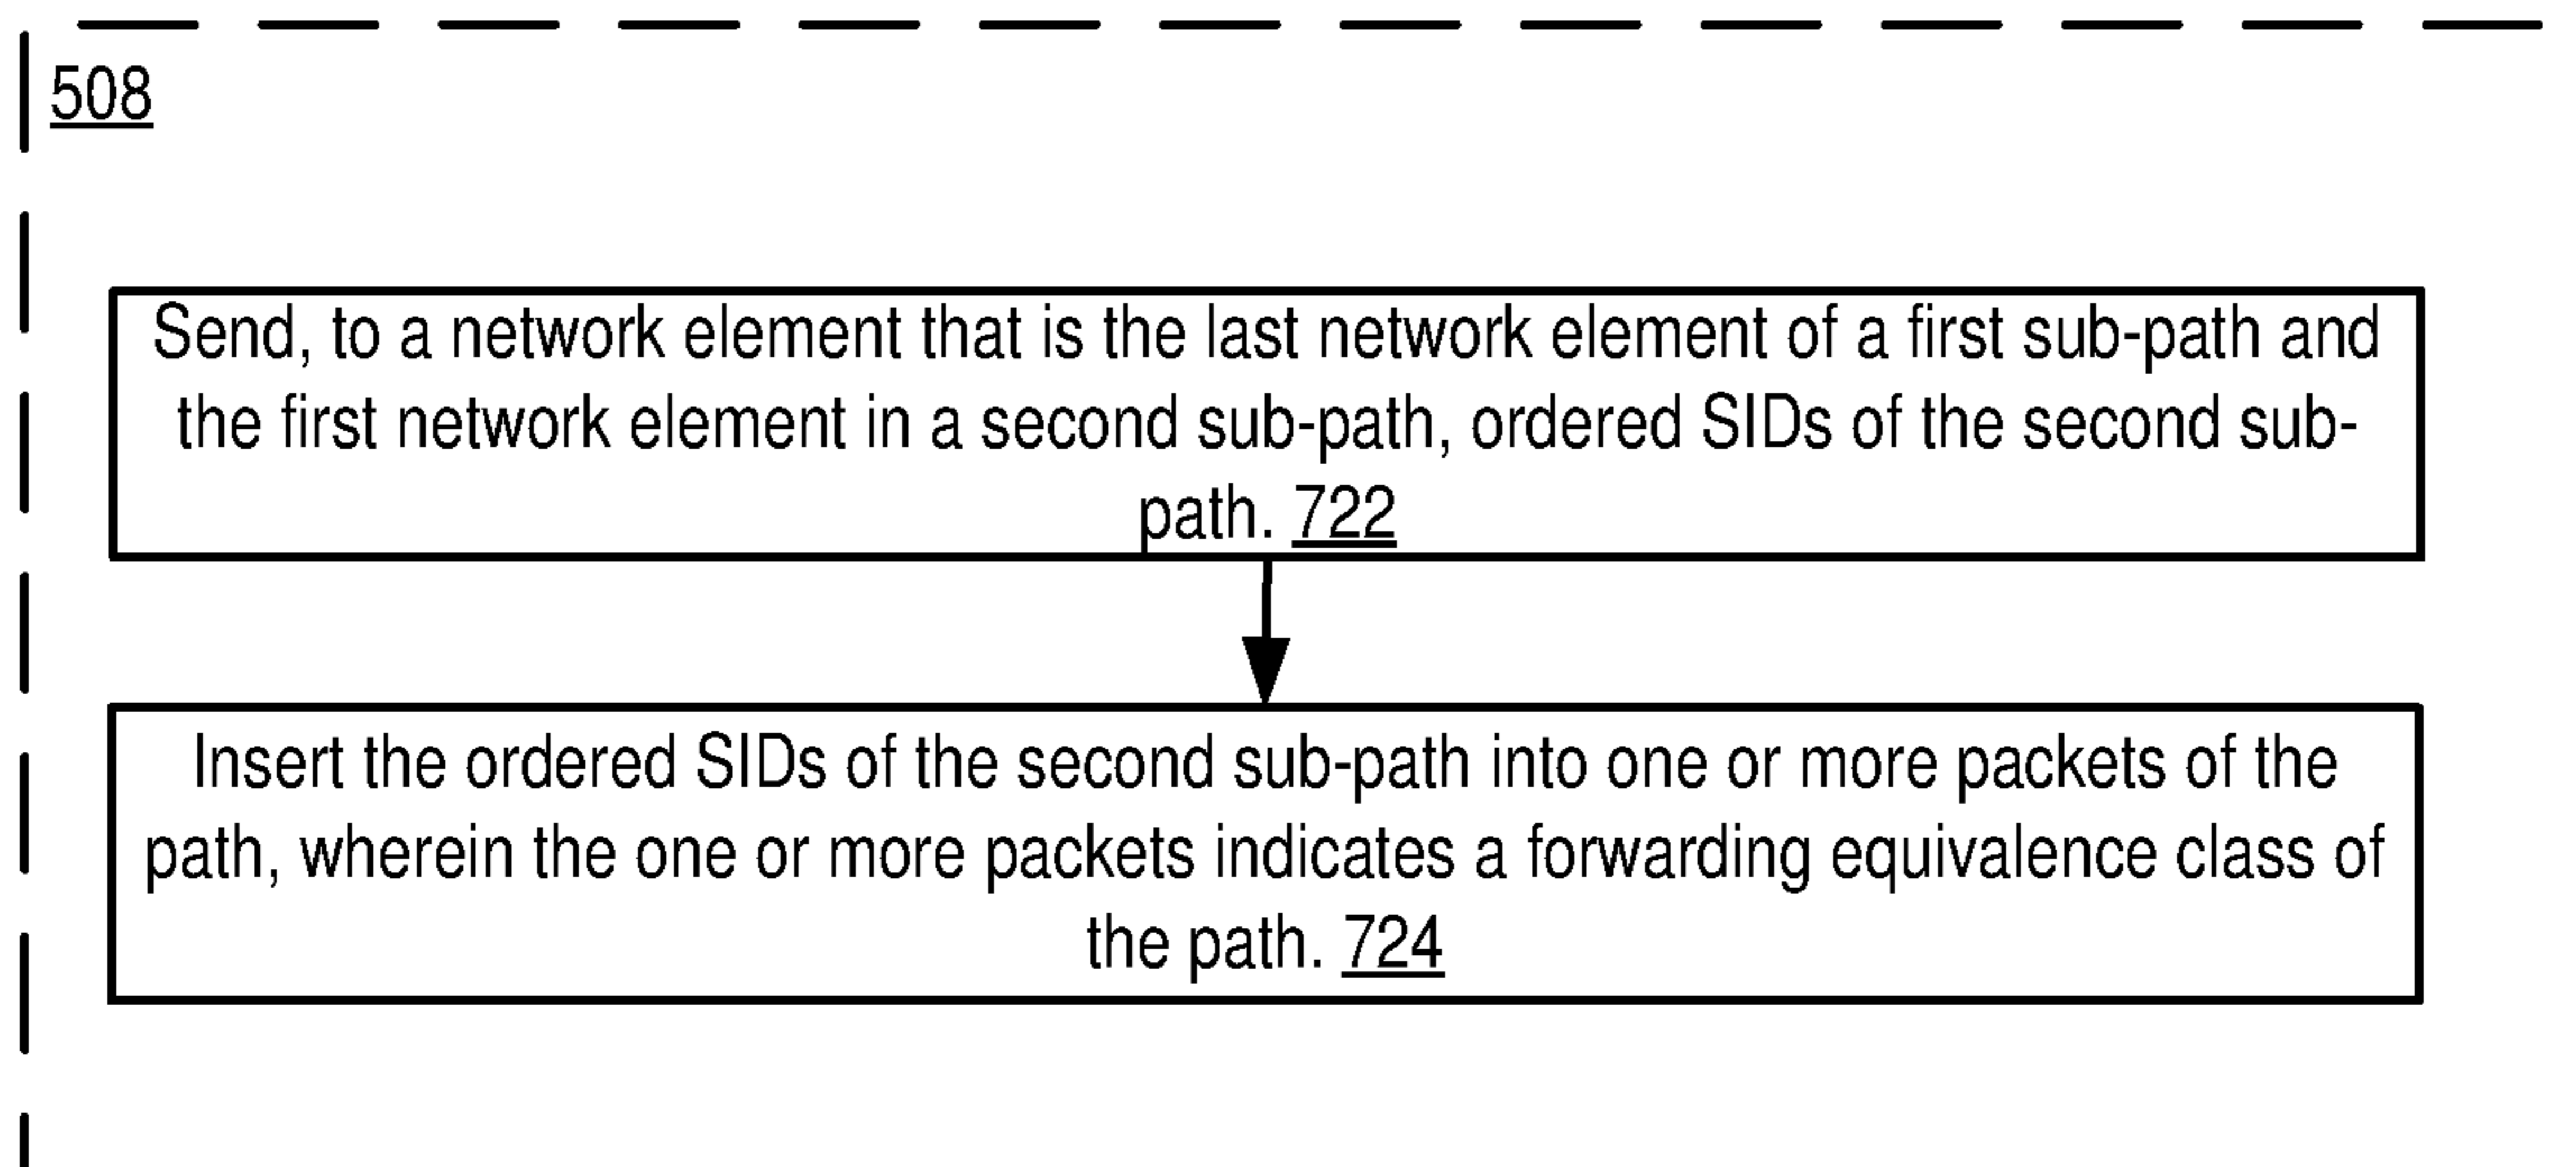 508
Send, to a network element that is the last network element of a first sub-path and
the first network element in a second sub-path, ordered SIDs of the second sub-
path. 722
Insert the ordered SIDs of the second sub-path into one or more packets of the
path, wherein the one or more packets indicates a forwarding equivalence class of
the path. 724